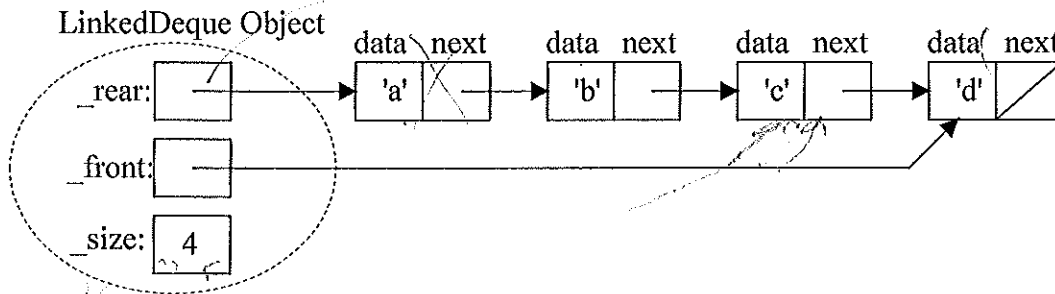 LinkedDeque Object
data next data next data next data next
_rear: 'a' 'b' 'c' 'd'
_front:
_size: 4